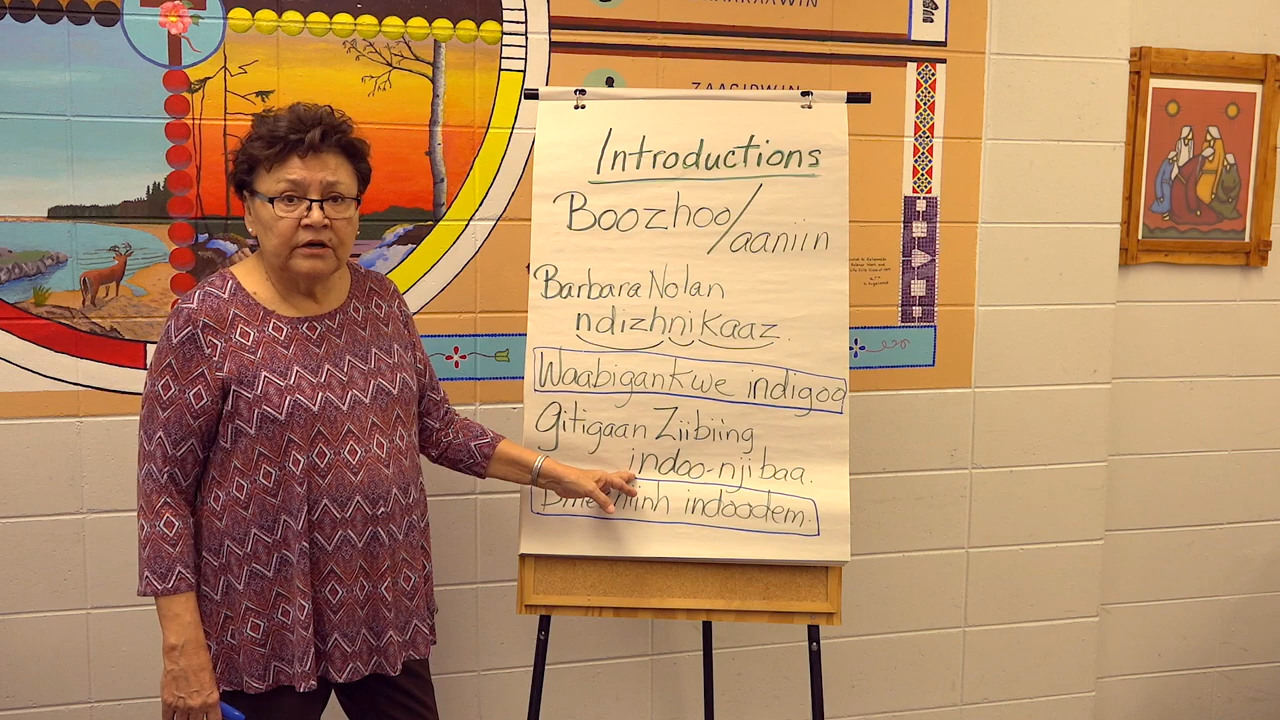 ZAAGIDWIN
Introductions
Boozhoo/
aaniin
Barbara Nolan
ndizhnikaaz.
Waabigankwe indigoo
Gitigaan Ziibiing
indoo-njibaa.
indoodem.